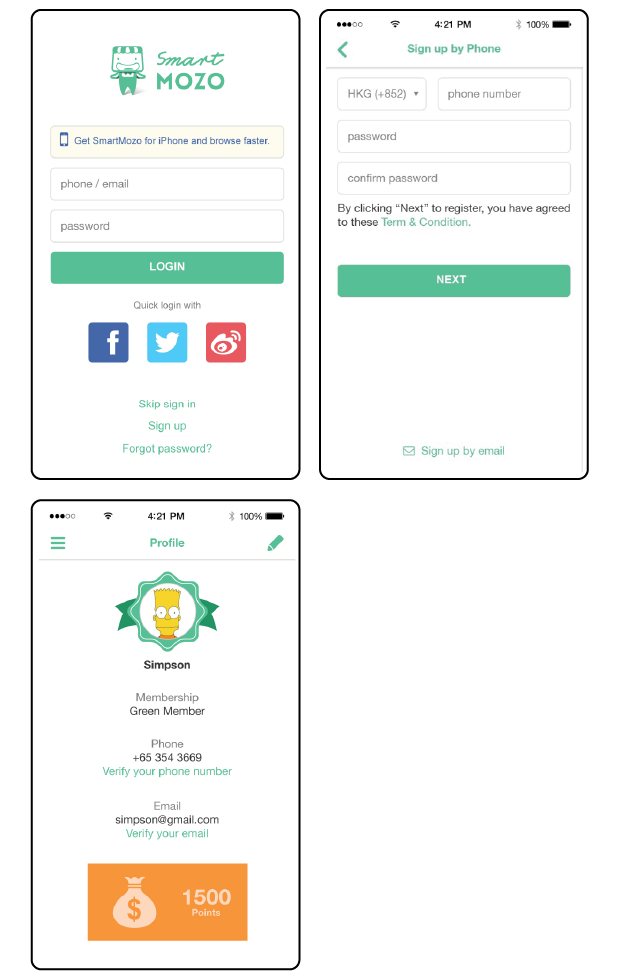 Smart
MOZO
Get SmartMozo for iPhone and browse faster.
phone / email
password
LOGIN
Quick login with
f
Skip sign in
Sign up
Forgot password?
4:21 PM
100%
Sign up by Phone
HKG (+852)
phone number
password
confirm password
By clicking “Next” to register, you have agreed
to these Term & Condition.
NEXT
Sign up by email
4:21 PM
100%
Profile
Simpson
Membership
Green Member
Phone
+65 354 3669
Verify your phone number
Email
simpson@gmail.com
Verify your email
$
1500
Points